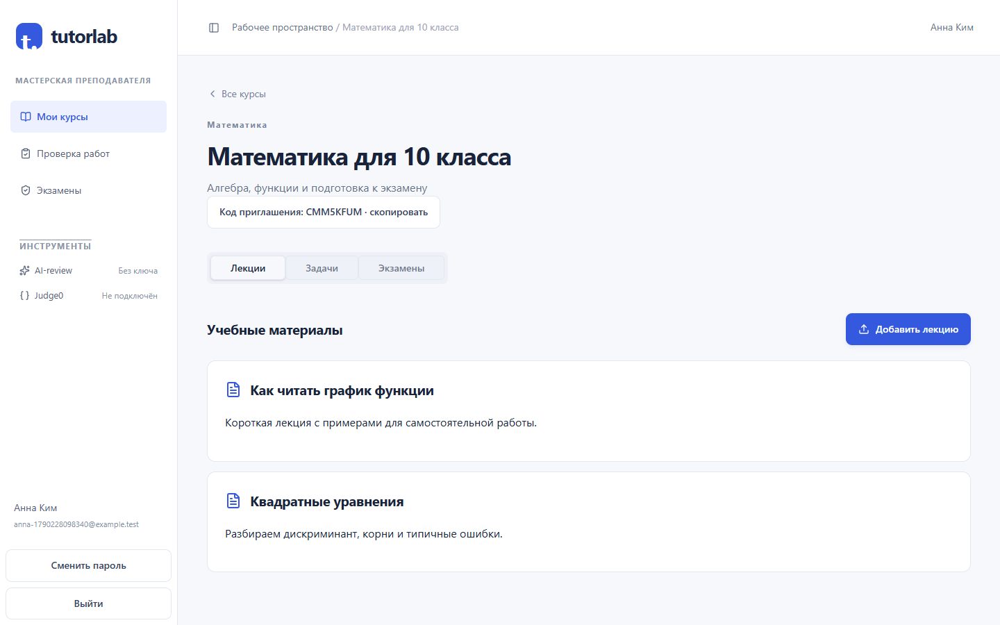 tutorlab
МАСТЕРСКАЯ ПРЕПОДАВАТЕЛЯ
Мои курсы
Проверка работ
Экзамены
ИНСТРУМЕНТЫ
AI-review Без ключа
Judge0 Не подключён
Анна Ким
anna-1790228098340@example.test
Сменить пароль
Выйти
Рабочее пространство / Математика для 10 класса
Анна Ким
Все курсы
Математика
Математика для 10 класса
Алгебра, функции и подготовка к экзамену
Код приглашения: CMM5KFUM · скопировать
Лекции Задачи Экзамены
Учебные материалы
Добавить лекцию
Как читать график функции
Короткая лекция с примерами для самостоятельной работы.
Квадратные уравнения
Разбираем дискриминант, корни и типичные ошибки.